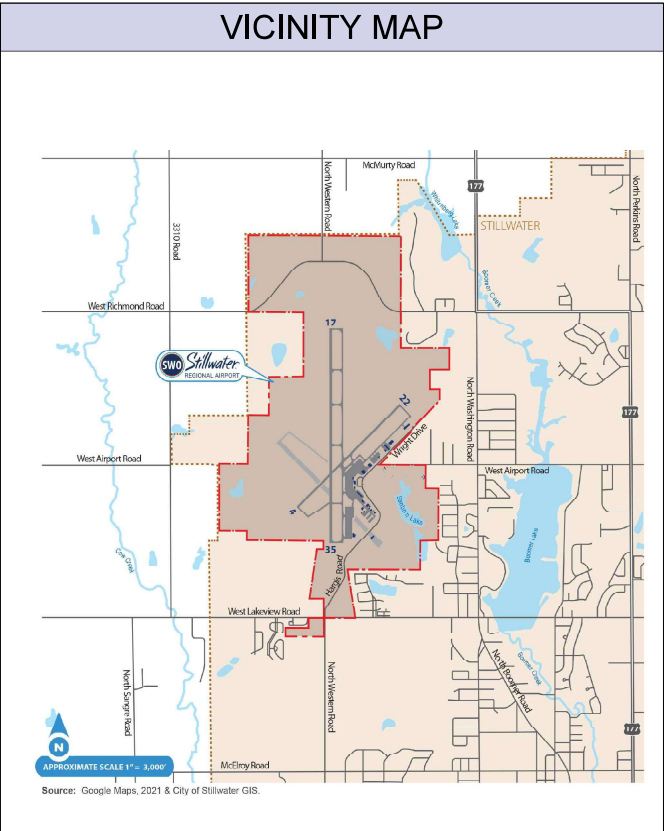 VICINITY MAP
McMurty Road
177
North Western Road
3310 Road
North Perkins Road
STILLWATER
Boomer Creek
West Richmond Road
17
SWO Stillwater
REGIONAL AIRPORT
22
North Washington Road
177
Wright Drive
West Airport Road
West Airport Road
4
Boomer Lake
35
Cow Creek
Hargis Road
West Lakeview Road
North Sangre Road
North Western Road
North Boomer Road
Boomer Creek
177
N
APPROXIMATE SCALE 1" = 3,000'
McElroy Road
Source: Google Maps, 2021 & City of Stillwater GIS.